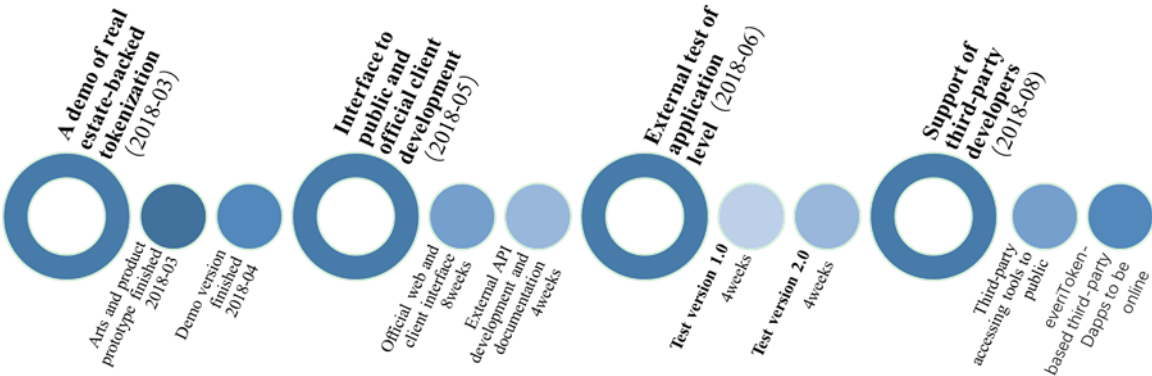 A demo of real
estate-backed
tokenization
(2018-03)
Arts and product
prototype finished
2018-03
Demo version
finished
2018-04
Interface to
public and
official client
development
(2018-05)
Official web and
client interface
8weeks
External API
development and
documentation
4weeks
External test of
application
level (2018-06)
Test version 1.0
4weeks
Test version 2.0
4weeks
Support of
third-party
developers
(2018-08)
Third-party
accessing tools to
public
everiToken-
based third-party
Dapps to be
online